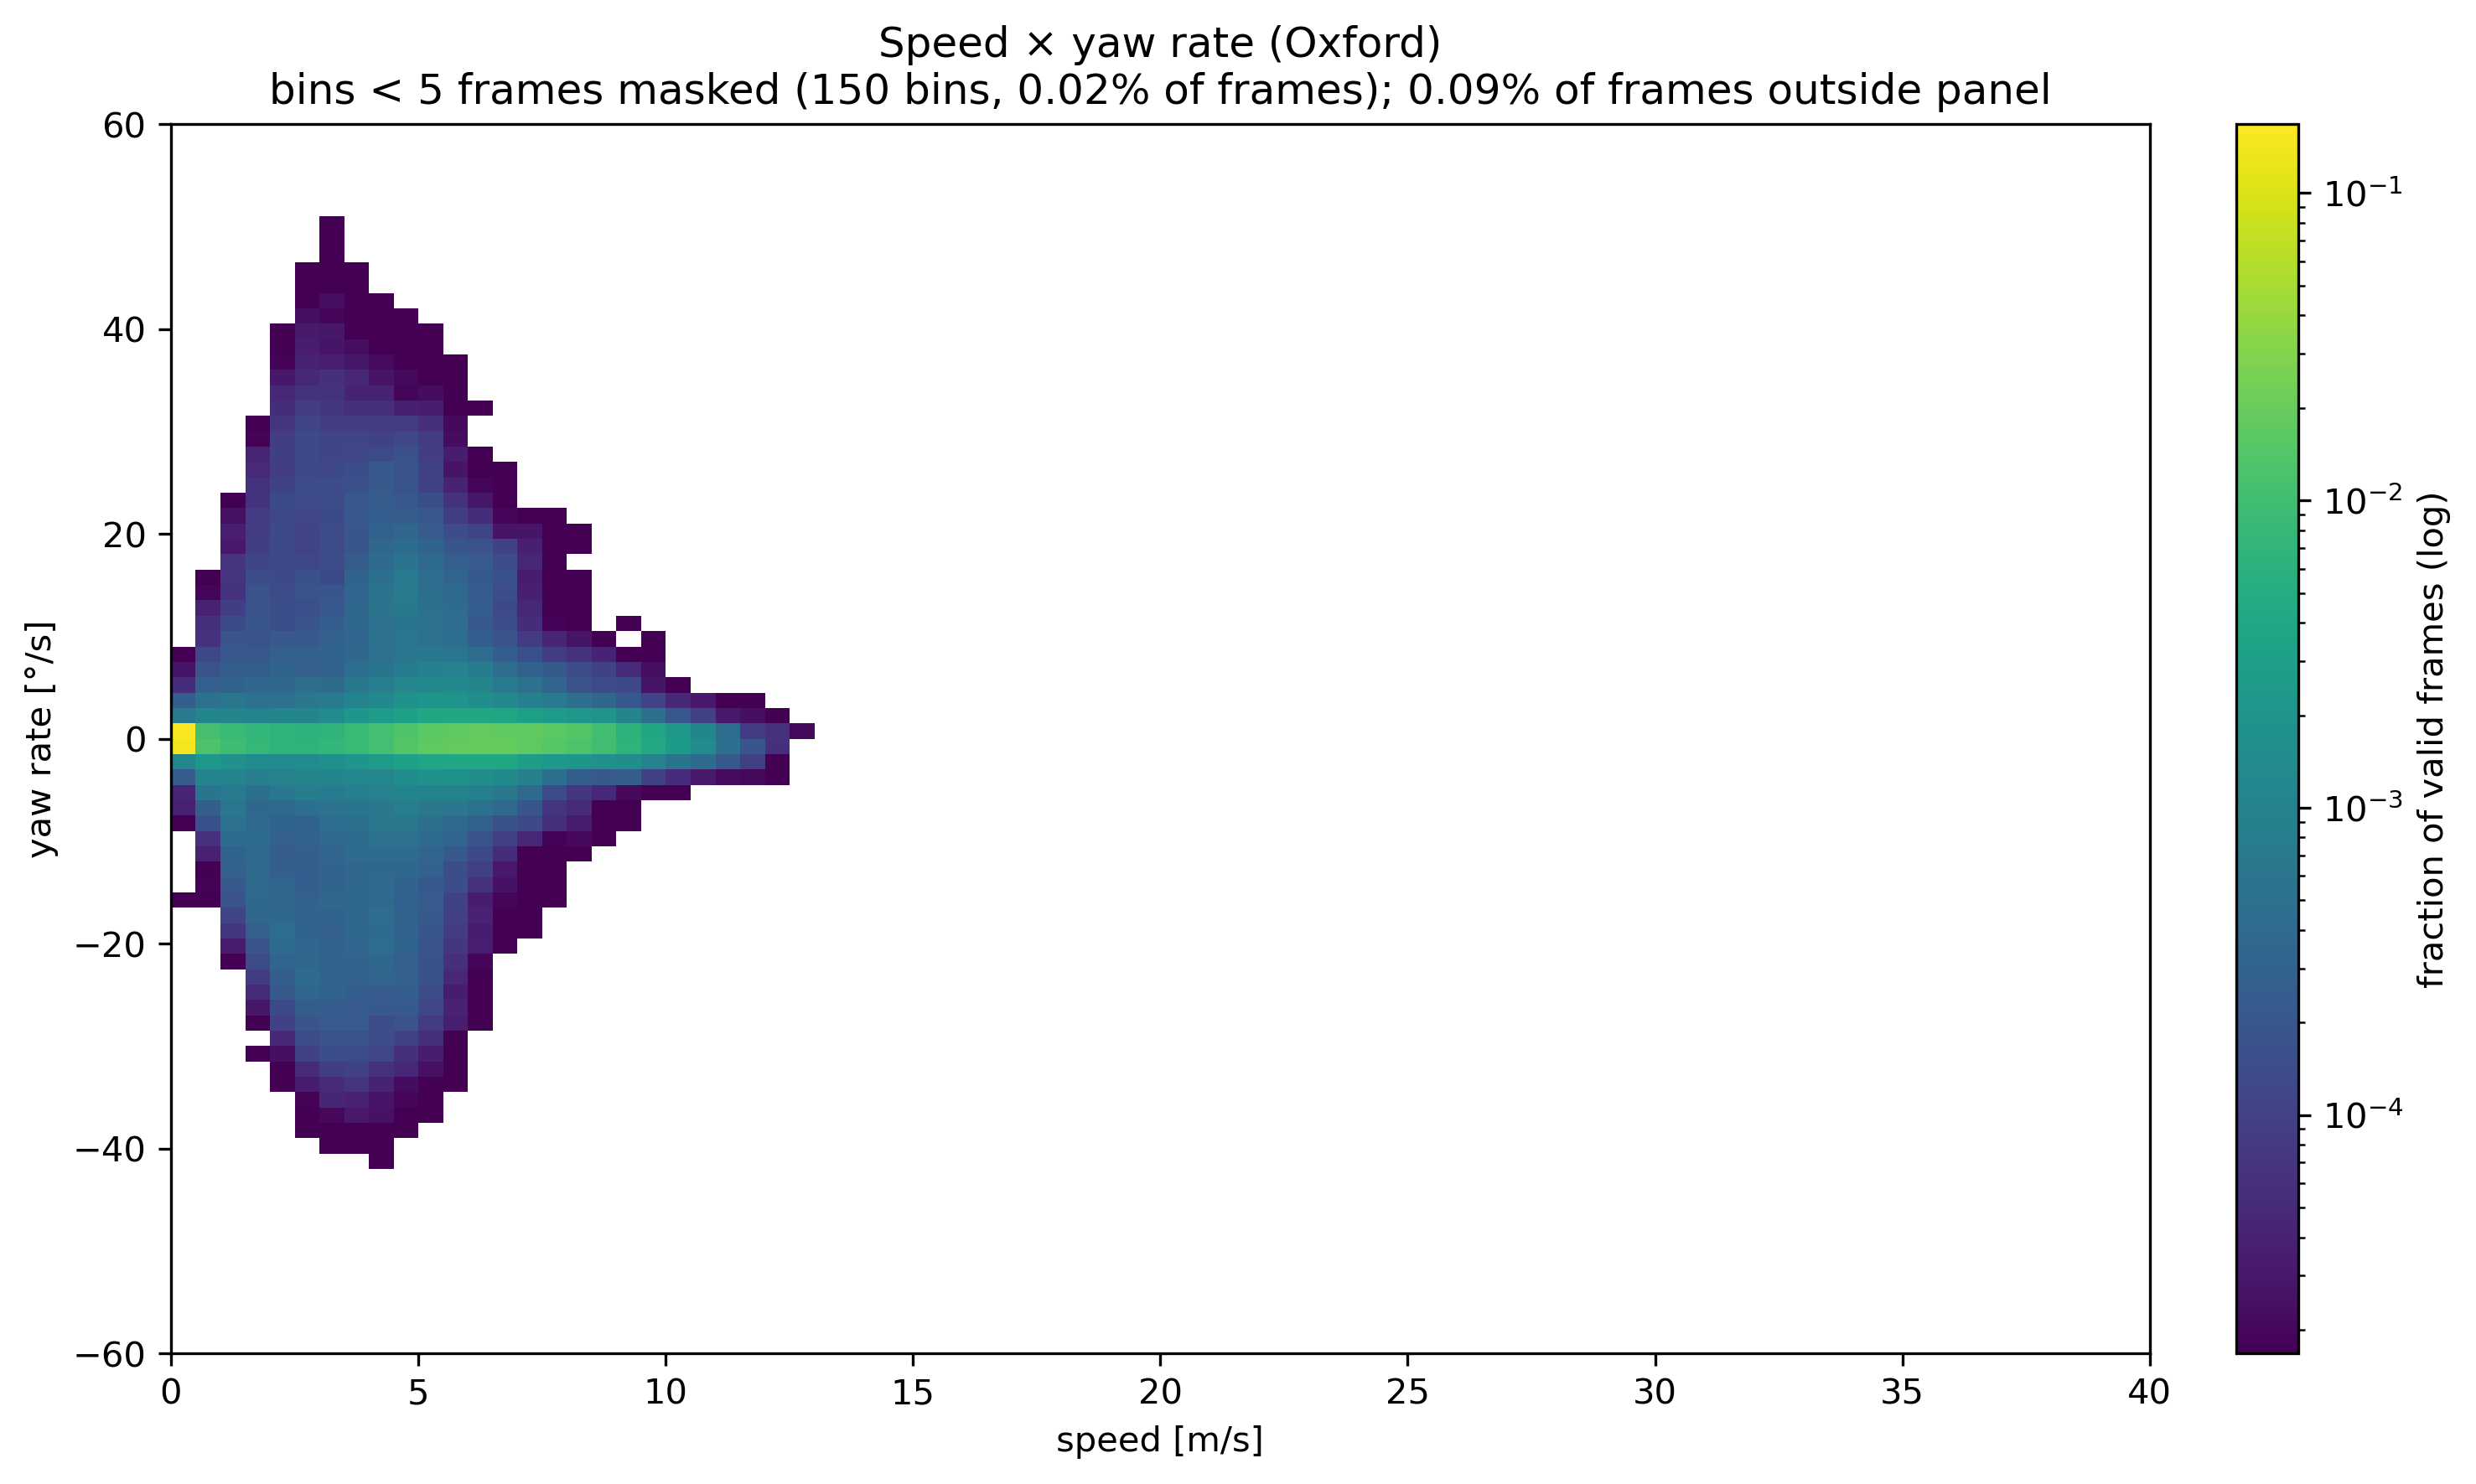 Speed × yaw rate (Oxford)
bins < 5 frames masked (150 bins, 0.02% of frames); 0.09% of frames outside panel
60
40
20
0
−20
−40
−60
yaw rate [°/s]
0 5 10 15 20 25 30 35 40
speed [m/s]
10⁻¹
10⁻²
10⁻³
10⁻⁴
fraction of valid frames (log)